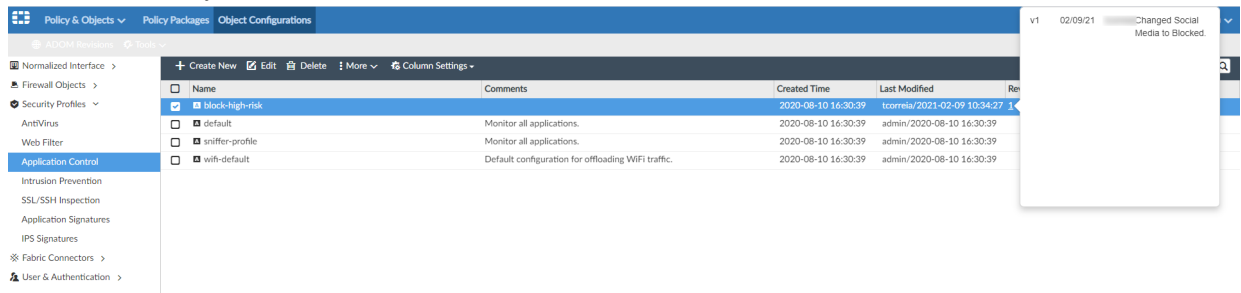 Policy & Objects Policy Packages Object Configurations
ADOM Revisions Tools
v1 02/09/21 Changed Social
Media to Blocked.
Normalized Interface
Firewall Objects
Security Profiles
AntiVirus
Web Filter
Application Control
Intrusion Prevention
SSL/SSH Inspection
Application Signatures
IPS Signatures
Fabric Connectors
User & Authentication
+ Create New Edit Delete More Column Settings
Name Comments Created Time Last Modified
block-high-risk 2020-08-10 16:30:39 tcorreia/2021-02-09 10:34:27 1
default Monitor all applications. 2020-08-10 16:30:39 admin/2020-08-10 16:30:39
sniffer-profile Monitor all applications. 2020-08-10 16:30:39 admin/2020-08-10 16:30:39
wifi-default Default configuration for offloading WiFi traffic. 2020-08-10 16:30:39 admin/2020-08-10 16:30:39